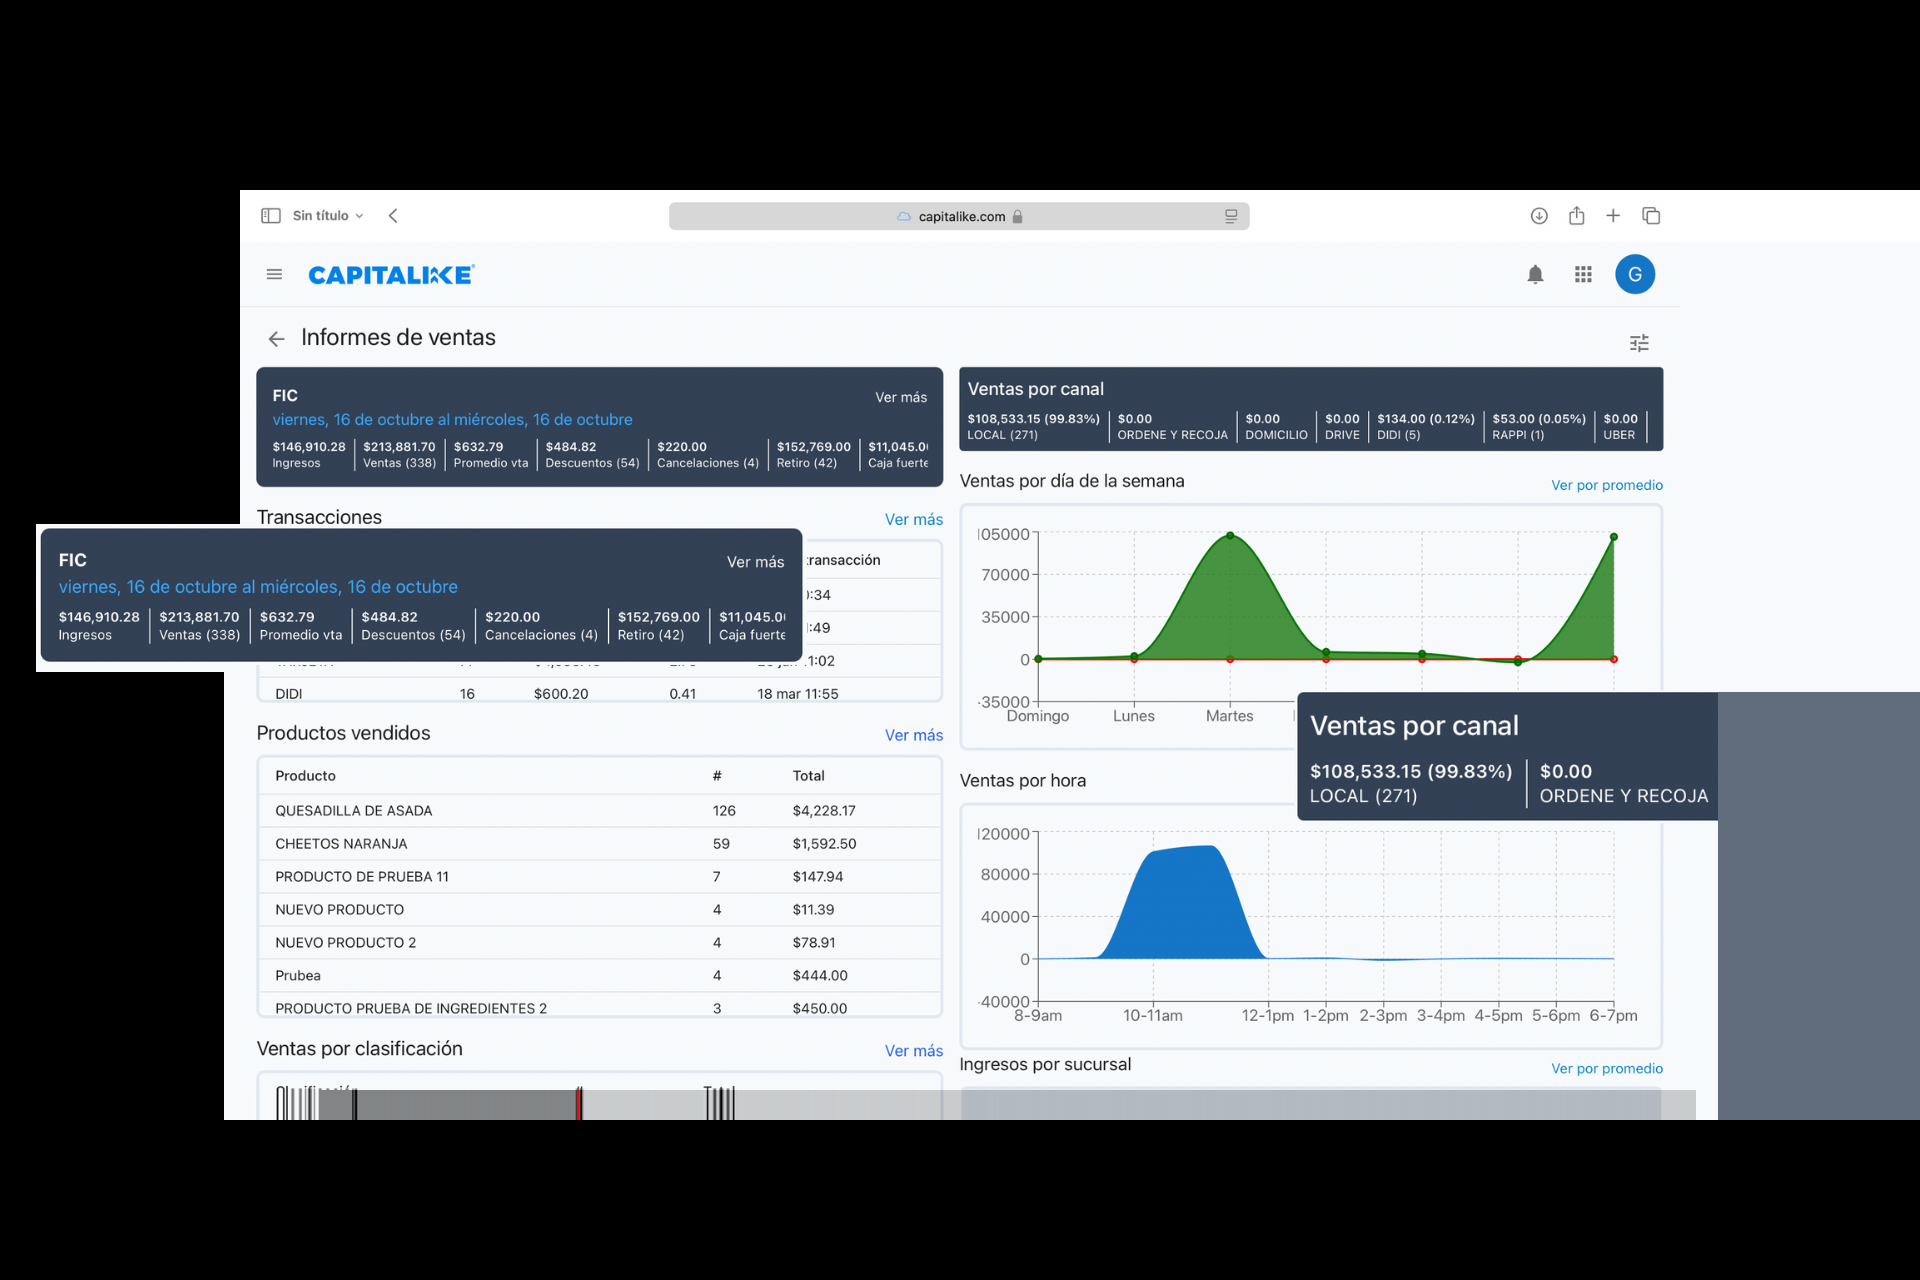 Sin título
capitalike.com
CAPITALIKE
G
Informes de ventas
FIC
Ver más
viernes, 16 de octubre al miércoles, 16 de octubre
$146,910.28 $213,881.70 $632.79 $484.82 $220.00 $152,769.00 $11,045.0
Ingresos Ventas (338) Promedio vta Descuentos (54) Cancelaciones (4) Retiro (42) Caja fuerte
Transacciones
Ver más
FIC
Ver más
viernes, 16 de octubre al miércoles, 16 de octubre
$146,910.28 $213,881.70 $632.79 $484.82 $220.00 $152,769.00 $11,045.0
Ingresos Ventas (338) Promedio vta Descuentos (54) Cancelaciones (4) Retiro (42) Caja fuerte
ransacción
:34
:49
11:02
DIDI 16 $600.20 0.41 18 mar 11:55
Productos vendidos
Ver más
Producto # Total
QUESADILLA DE ASADA 126 $4,228.17
CHEETOS NARANJA 59 $1,592.50
PRODUCTO DE PRUEBA 11 7 $147.94
NUEVO PRODUCTO 4 $11.39
NUEVO PRODUCTO 2 4 $78.91
Prubea 4 $444.00
PRODUCTO PRUEBA DE INGREDIENTES 2 3 $450.00
Ventas por clasificación
Ver más
Ventas por canal
$108,533.15 (99.83%) $0.00 $0.00 $0.00 $134.00 (0.12%) $53.00 (0.05%) $0.00
LOCAL (271) ORDENE Y RECOJA DOMICILIO DRIVE DIDI (5) RAPPI (1) UBER
Ventas por día de la semana
Ver por promedio
105000
70000
35000
0
-35000
Domingo Lunes Martes
Ventas por canal
$108,533.15 (99.83%) $0.00
LOCAL (271) ORDENE Y RECOJA
Ventas por hora
120000
80000
40000
0
-40000
8-9am 10-11am 12-1pm 1-2pm 2-3pm 3-4pm 4-5pm 5-6pm 6-7pm
Ingresos por sucursal
Ver por promedio